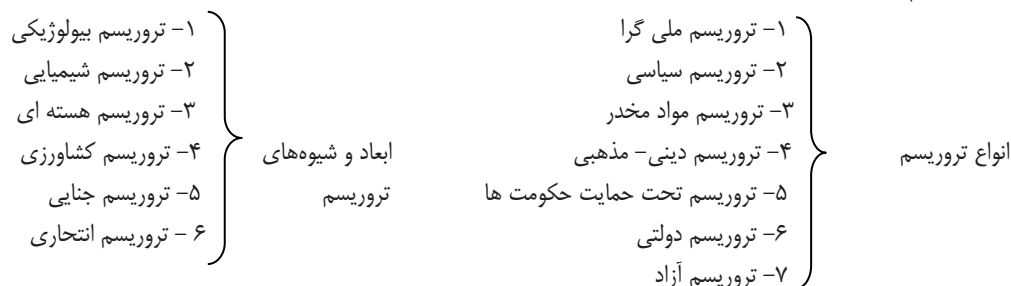 انواع تروریسم
۱- تروریسم ملی گرا
۲- تروریسم سیاسی
۳- تروریسم مواد مخدر
۴- تروریسم دینی- مذهبی
۵- تروریسم تحت حمایت حکومت ها
۶- تروریسم دولتی
۷- تروریسم آزاد
ابعاد و شیوه‌های
تروریسم
۱- تروریسم بیولوژیکی
۲- تروریسم شیمیایی
۳- تروریسم هسته ای
۴- تروریسم کشاورزی
۵- تروریسم جنایی
۶ - تروریسم انتحاری